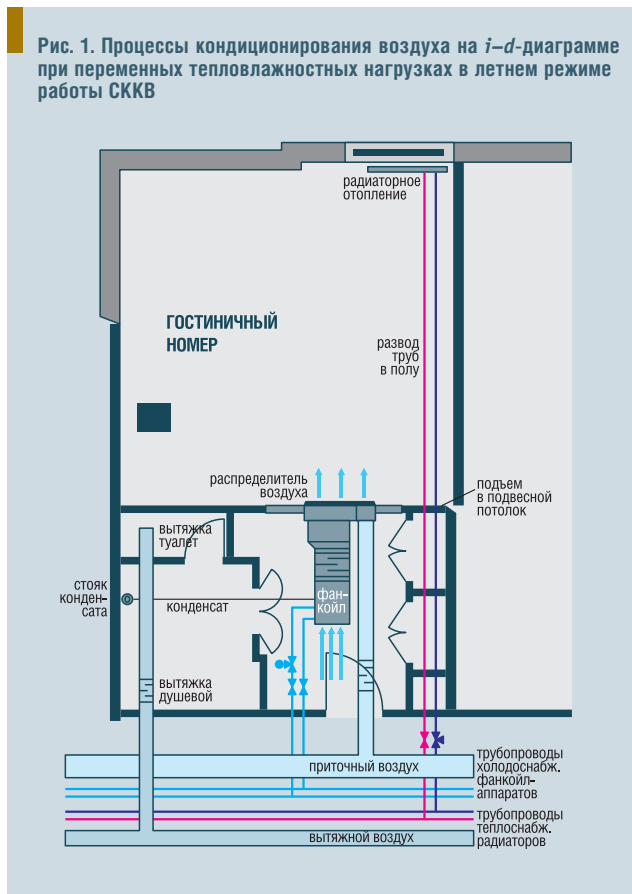 Рис. 1. Процессы кондиционирования воздуха на i–d-диаграмме
при переменных тепловлажностных нагрузках в летнем режиме
работы СККВ
радиаторное
отопление
ГОСТИНИЧНЫЙ
НОМЕР
развод
труб
в полу
распределитель
воздуха
подъем
в подвесной
потолок
вытяжка
туалет
стояк
конден-
сата
конденсат
фан-
койл
вытяжка
душевой
приточный воздух
трубопроводы
холодоснабж.
фанкойл-
аппаратов
трубопроводы
теплоснабж.
радиаторов
вытяжной воздух